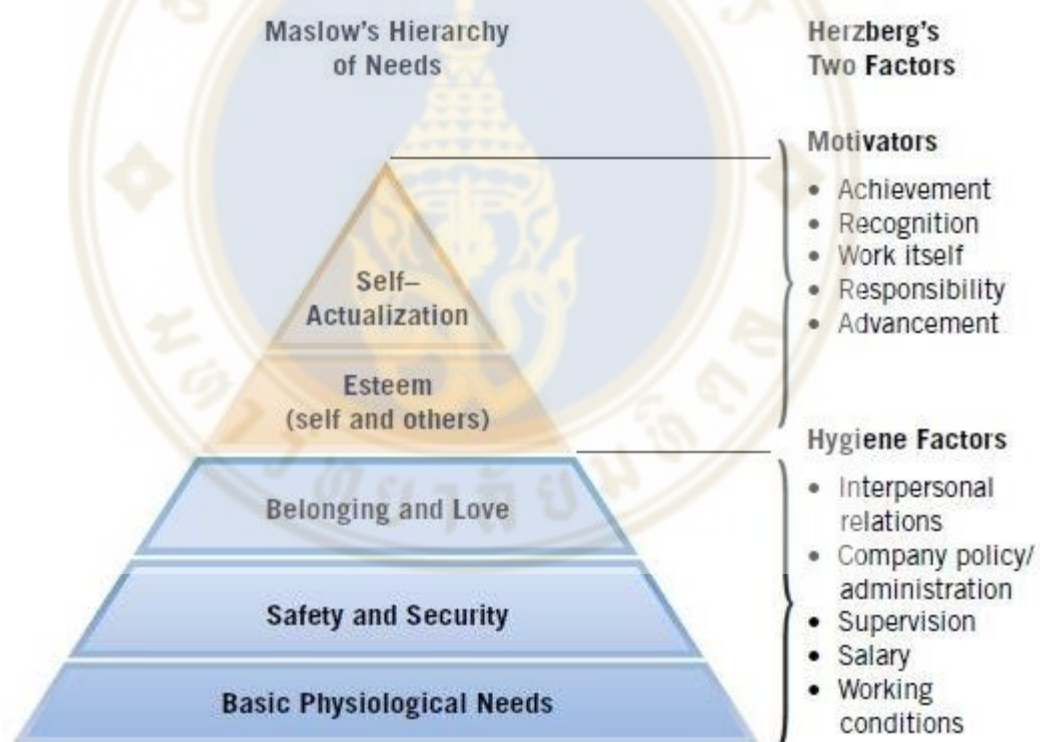 Maslow's Hierarchy
of Needs
Self–
Actualization
Esteem
(self and others)
Belonging and Love
Safety and Security
Basic Physiological Needs
Herzberg's
Two Factors
Motivators
• Achievement
• Recognition
• Work itself
• Responsibility
• Advancement
Hygiene Factors
• Interpersonal
relations
• Company policy/
administration
• Supervision
• Salary
• Working
conditions